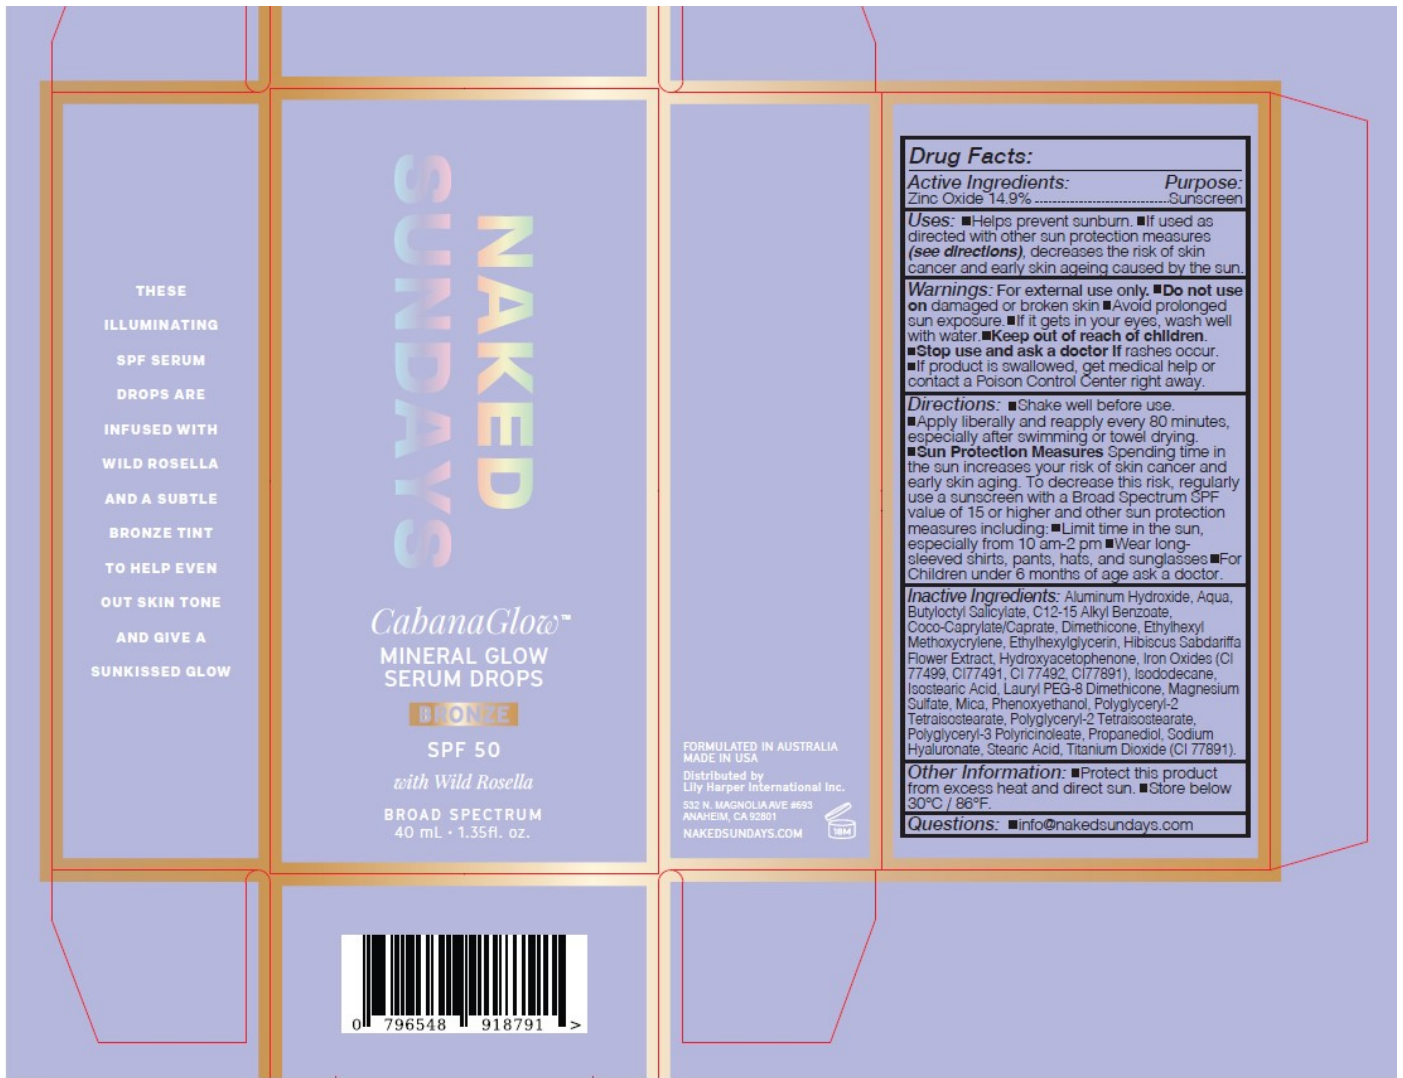 THESE
ILLUMINATING
SPF SERUM
DROPS ARE
INFUSED WITH
WILD ROSELLA
AND A SUBTLE
BRONZE TINT
TO HELP EVEN
OUT SKIN TONE
AND GIVE A
SUNKISSED GLOW
NAKED
SUNDAYS
CabanaGlow™
MINERAL GLOW
SERUM DROPS
BRONZE
SPF 50
with Wild Rosella
BROAD SPECTRUM
40 mL • 1.35fl. oz.
0 796548 918791 >
FORMULATED IN AUSTRALIA
MADE IN USA
Distributed by
Lily Harper International Inc.
532 N. MAGNOLIA AVE #693
ANAHEIM, CA 92801
NAKEDSUNDAYS.COM
18M
Drug Facts:
Active Ingredients: Purpose:
Zinc Oxide 14.9% ------------------------------Sunscreen
Uses: ■Helps prevent sunburn. ■If used as
directed with other sun protection measures
(see directions), decreases the risk of skin
cancer and early skin ageing caused by the sun.
Warnings: For external use only. ■Do not use
on damaged or broken skin ■Avoid prolonged
sun exposure. ■If it gets in your eyes, wash well
with water. ■Keep out of reach of children.
■Stop use and ask a doctor if rashes occur.
■If product is swallowed, get medical help or
contact a Poison Control Center right away.
Directions: ■Shake well before use.
■Apply liberally and reapply every 80 minutes,
especially after swimming or towel drying.
■Sun Protection Measures Spending time in
the sun increases your risk of skin cancer and
early skin aging. To decrease this risk, regularly
use a sunscreen with a Broad Spectrum SPF
value of 15 or higher and other sun protection
measures including: ■Limit time in the sun,
especially from 10 am-2 pm ■Wear long-
sleeved shirts, pants, hats, and sunglasses ■For
Children under 6 months of age ask a doctor.
Inactive Ingredients: Aluminum Hydroxide, Aqua,
Butyloctyl Salicylate, C12-15 Alkyl Benzoate,
Coco-Caprylate/Caprate, Dimethicone, Ethylhexyl
Methoxycrylene, Ethylhexylglycerin, Hibiscus Sabdariffa
Flower Extract, Hydroxyacetophenone, Iron Oxides (CI
77499, CI77491, CI 77492, CI77891), Isododecane,
Isostearic Acid, Lauryl PEG-8 Dimethicone, Magnesium
Sulfate, Mica, Phenoxyethanol, Polyglyceryl-2
Tetraisostearate, Polyglyceryl-2 Tetraisostearate,
Polyglyceryl-3 Polyricinoleate, Propanediol, Sodium
Hyaluronate, Stearic Acid, Titanium Dioxide (CI 77891).
Other Information: ■Protect this product
from excess heat and direct sun. ■Store below
30°C / 86°F.
Questions: ■info@nakedsundays.com